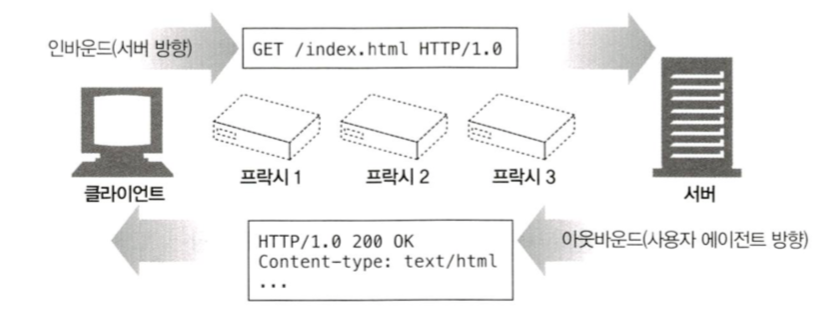 인바운드(서버 방향)
GET /index.html HTTP/1.0
프락시 1
프락시 2
프락시 3
클라이언트
서버
HTTP/1.0 200 OK
Content-type: text/html
...
아웃바운드(사용자 에이전트 방향)